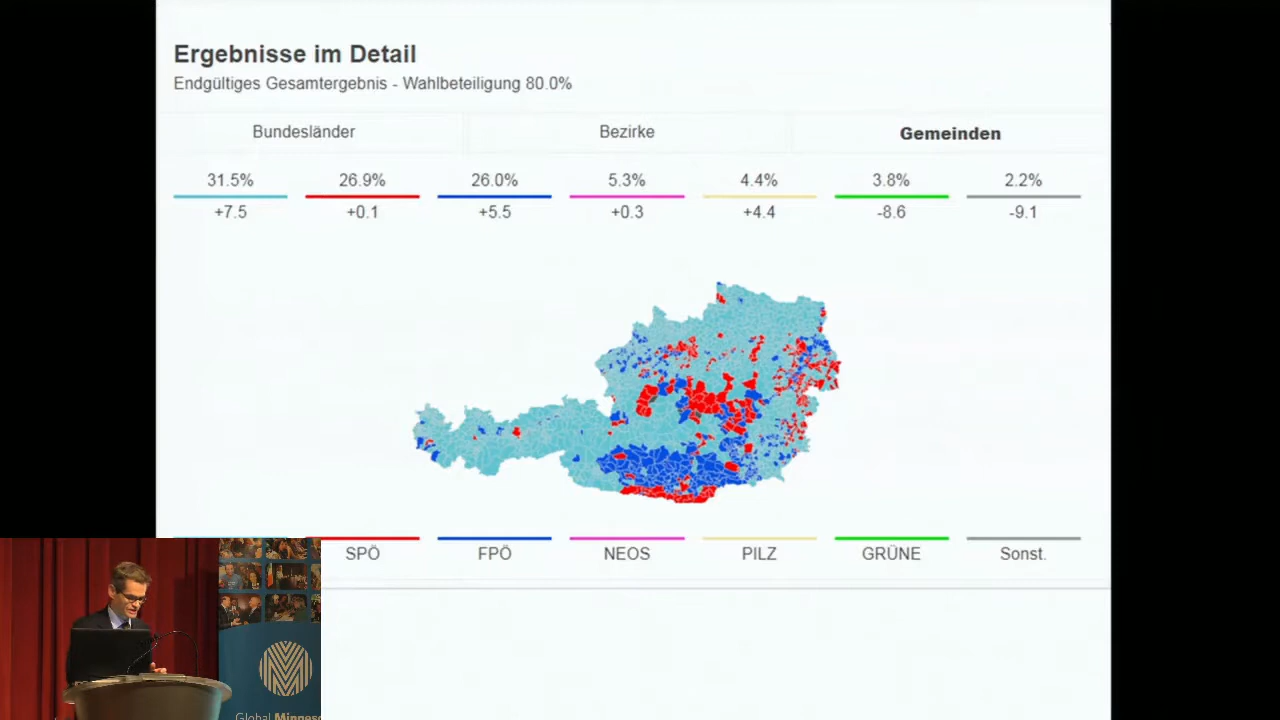 Ergebnisse im Detail
Endgültiges Gesamtergebnis - Wahlbeteiligung 80.0%
Bundesländer Bezirke Gemeinden
31.5% 26.9% 26.0% 5.3% 4.4% 3.8% 2.2%
+7.5 +0.1 +5.5 +0.3 +4.4 -8.6 -9.1
SPÖ FPÖ NEOS PILZ GRÜNE Sonst.
Global Minneso